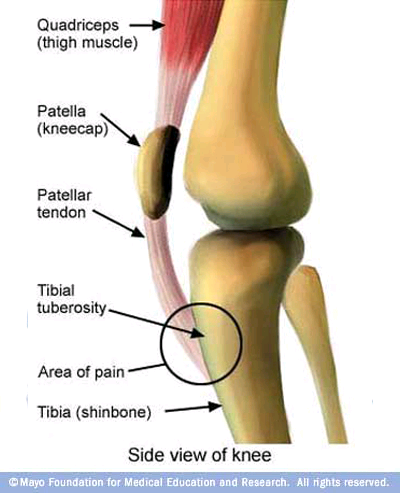 Quadriceps
(thigh muscle)
Patella
(kneecap)
Patellar
tendon
Tibial
tuberosity
Area of pain
Tibia (shinbone)
Side view of knee
© Mayo Foundation for Medical Education and Research. All rights reserved.